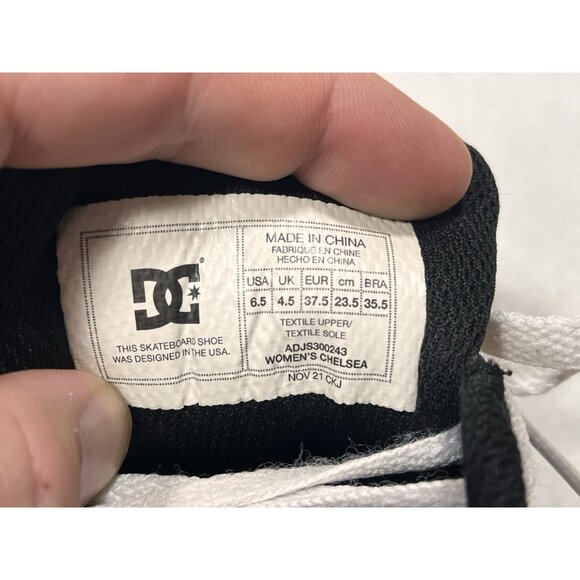 DC®
THIS SKATEBOARD SHOE
WAS DESIGNED IN THE USA.
MADE IN CHINA
FABRIQUÉ EN CHINE
HECHO EN CHINA
USA UK EUR cm BRA
6.5 4.5 37.5 23.5 35.5
TEXTILE UPPER/
TEXTILE SOLE
ADJS300243
WOMEN'S CHELSEA
NOV 21 CKJ